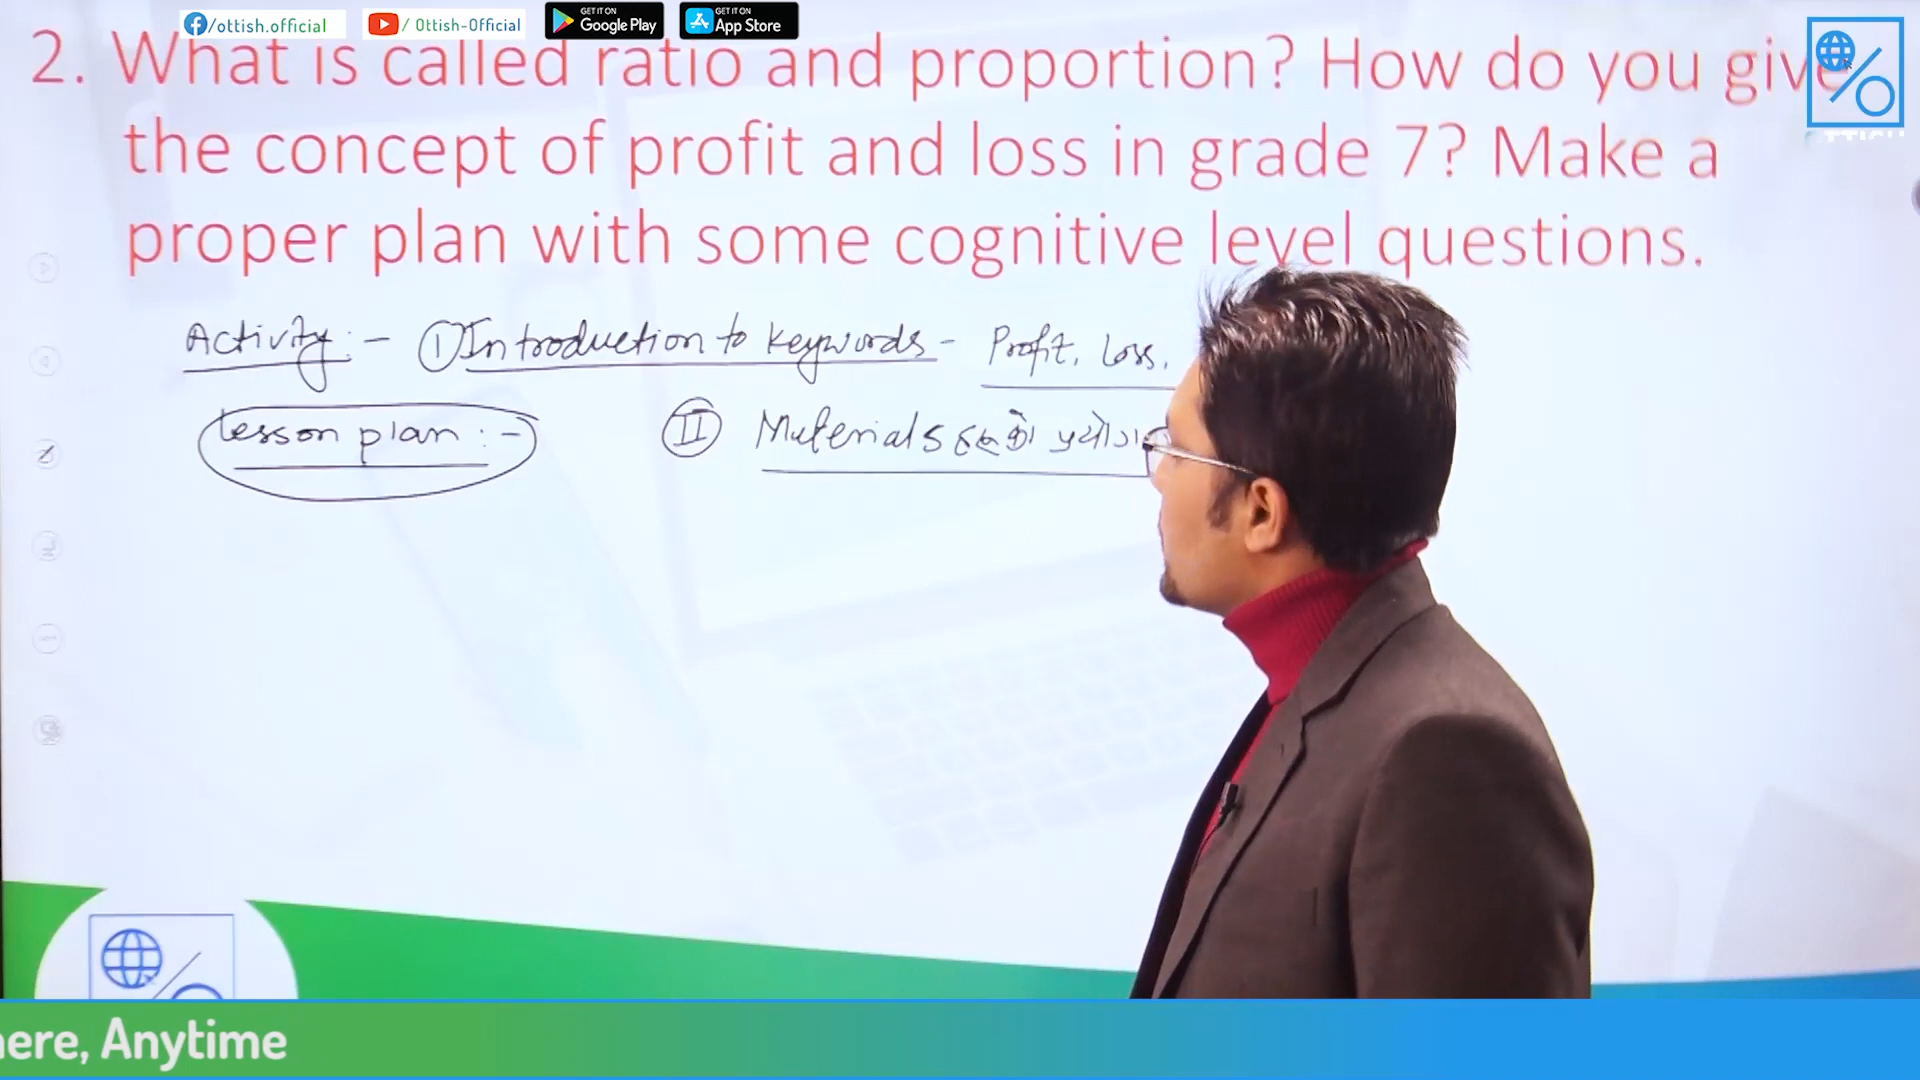 /ottish.official
/ Ottish-Official
GET IT ON
Google Play
GET IT ON
App Store
2. What is called ratio and proportion? How do you give
the concept of profit and loss in grade 7? Make a
proper plan with some cognitive level questions.
Activity :- (I) Introduction to keywords - Profit, Loss,
lesson plan :-
(II) Materials हरूको प्रयोग
Anytime